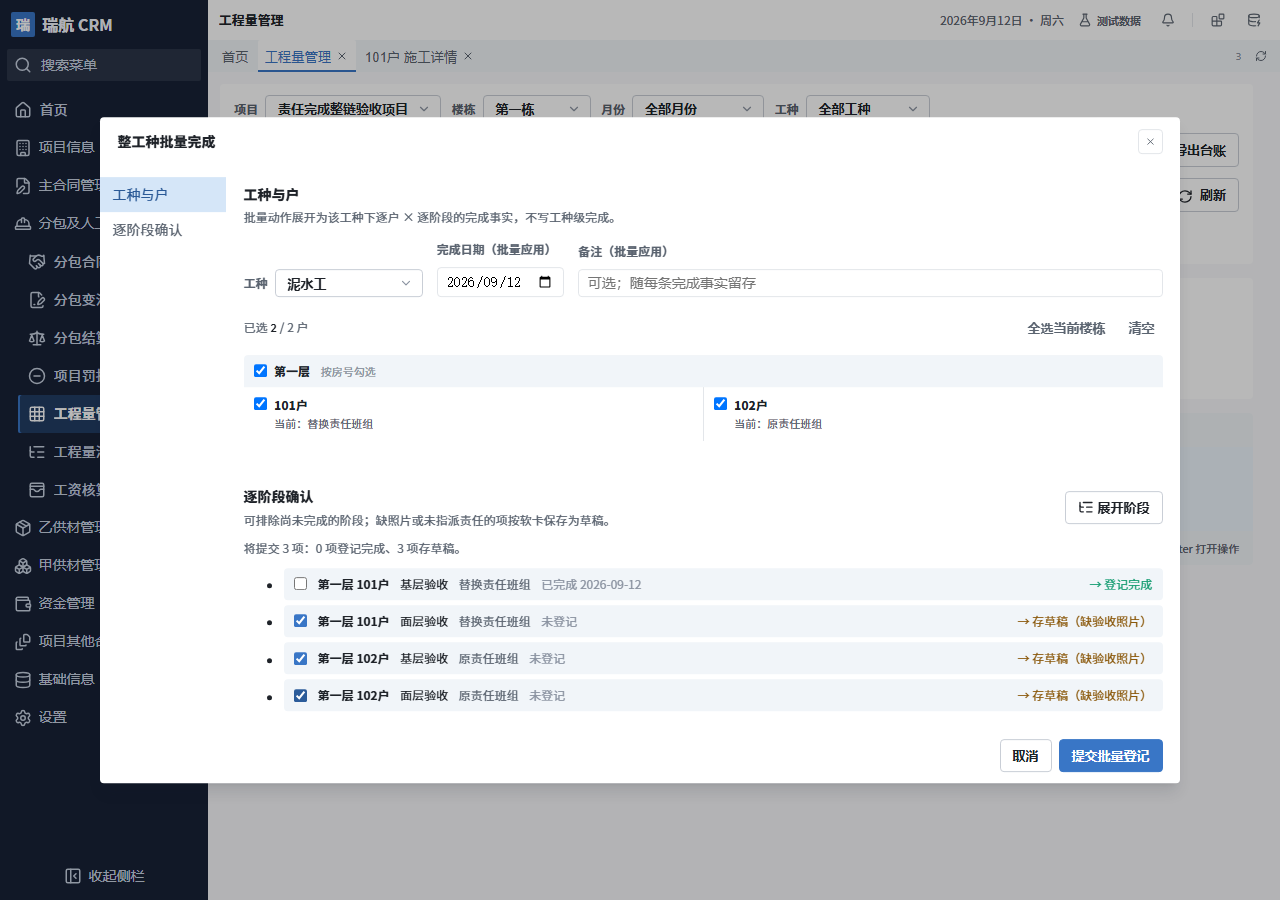 瑞 瑞航 CRM
搜索菜单
首页
项目信息
主合同管
分包及人工
分包合
分包变
分包结
项目罚
工程量
工程量
工资核
乙供材管
甲供材管
资金管理
项目其他
基础信息
设置
收起侧栏
工程量管理
2026年9月12日 · 周六 测试数据
首页 工程量管理 × 101户 施工详情 × 3
项目 责任完成整链验收项目 楼栋 第一栋 月份 全部月份 工种 全部工种
出台账
刷新
ter 打开操作
整工种批量完成 ×
工种与户
逐阶段确认
工种与户
批量动作展开为该工种下逐户 × 逐阶段的完成事实，不写工种级完成。
完成日期（批量应用） 备注（批量应用）
工种 泥水工 2026/09/12 可选；随每条完成事实留存
已选 2 / 2 户 全选当前楼栋 清空
第一层 按房号勾选
101户 102户
当前：替换责任班组 当前：原责任班组
逐阶段确认
可排除尚未完成的阶段；缺照片或未指派责任的项按软卡保存为草稿。
展开阶段
将提交 3 项：0 项登记完成、3 项存草稿。
• 第一层 101户 基层验收 替换责任班组 已完成 2026-09-12 → 登记完成
• 第一层 101户 面层验收 替换责任班组 未登记 → 存草稿（缺验收照片）
• 第一层 102户 基层验收 原责任班组 未登记 → 存草稿（缺验收照片）
• 第一层 102户 面层验收 原责任班组 未登记 → 存草稿（缺验收照片）
取消 提交批量登记